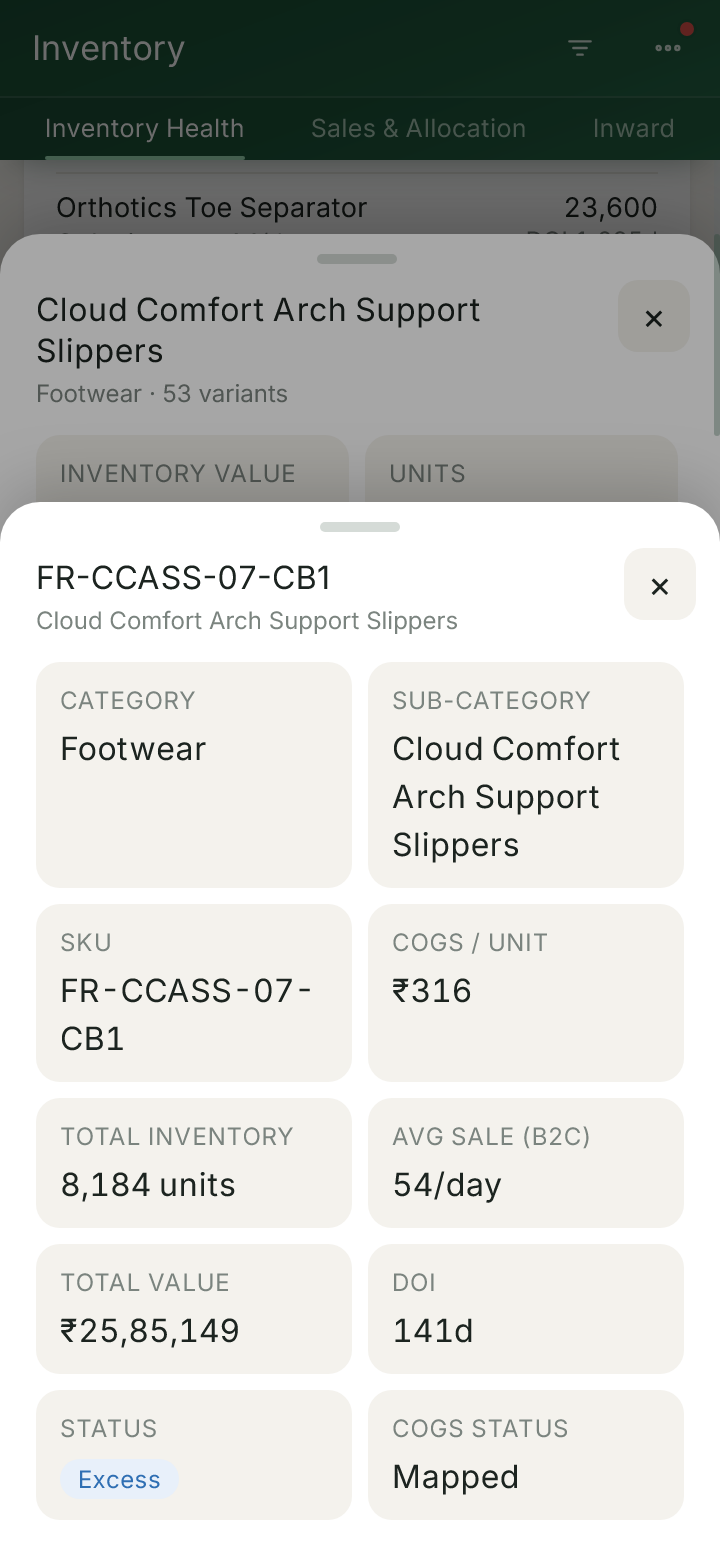 Inventory
Inventory Health
Sales & Allocation
Inward
Orthotics Toe Separator
23,600
Cloud Comfort Arch Support
Slippers
Footwear · 53 variants
INVENTORY VALUE
UNITS
FR-CCASS-07-CB1
Cloud Comfort Arch Support Slippers
CATEGORY
Footwear
SUB-CATEGORY
Cloud Comfort
Arch Support
Slippers
SKU
FR-CCASS-07-
CB1
COGS / UNIT
₹316
TOTAL INVENTORY
8,184 units
AVG SALE (B2C)
54/day
TOTAL VALUE
₹25,85,149
DOI
141d
STATUS
Excess
COGS STATUS
Mapped